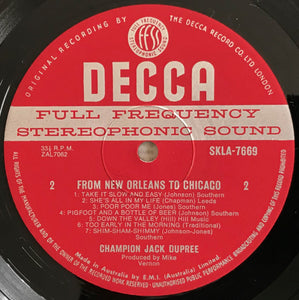 ORIGINAL RECORDING BY
THE DECCA RECORD CO. LTD. LONDON
FULL FREQUENCY
ffss
STEREOPHONIC SOUND
DECCA
FULL FREQUENCY
STEREOPHONIC SOUND
33⅓ R.P.M.
ZAL7062
SKLA-7669
2 FROM NEW ORLEANS TO CHICAGO 2
1- TAKE IT SLOW AND EASY (Johnson) Southern
2- SHE'S ALL IN MY LIFE (Chapman) Leeds
3- POOR POOR ME (Jones) Southern
4- PIGFOOT AND A BOTTLE OF BEER (Johnson) Southern
5- DOWN THE VALLEY (Hill) Hill Music
6- TOO EARLY IN THE MORNING (Traditional)
7- SHIM-SHAM-SHIMMY (Johnson-Jones) Southern
CHAMPION JACK DUPREE
Produced by Mike
Vernon
Made in Australia by E.M.I. (Australia) Limited
ALL RIGHTS OF THE MANUFACTURER AND OF THE OWNER OF THE RECORDED WORK RESERVED
UNAUTHORISED PUBLIC PERFORMANCE BROADCASTING AND COPYING OF THIS RECORD PROHIBITED